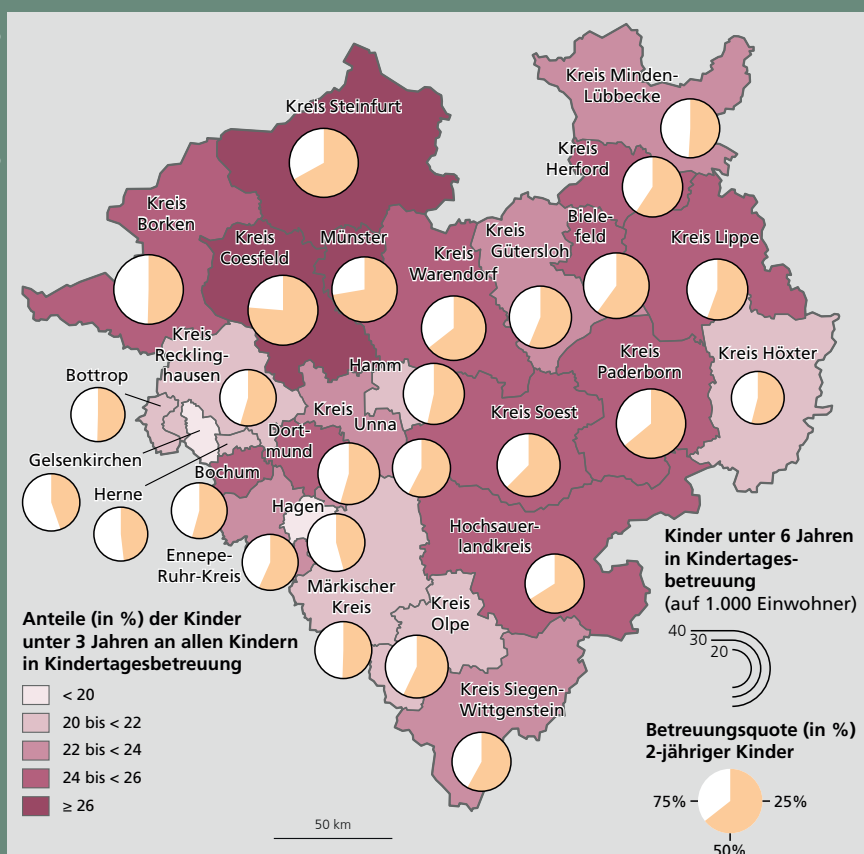 Kreis Minden-
Lübbecke
Kreis Steinfurt
Kreis
Herford
Kreis
Borken
Kreis
Coesfeld
Münster
Kreis
Warendorf
Kreis
Gütersloh
Biele-
feld
Kreis Lippe
Kreis
Reckling-
hausen
Hamm
Kreis
Paderborn
Kreis Höxter
Bottrop
Kreis
Unna
Kreis Soest
Dort-
mund
Gelsenkirchen
Bochum
Herne
Hagen
Ennepe-
Ruhr-Kreis
Hochsauer-
landkreis
Märkischer
Kreis
Kreis
Olpe
Kreis Siegen-
Wittgenstein
Anteile (in %) der Kinder
unter 3 Jahren an allen Kindern
in Kindertagesbetreuung
< 20
20 bis < 22
22 bis < 24
24 bis < 26
≥ 26
50 km
Kinder unter 6 Jahren
in Kindertages-
betreuung
(auf 1.000 Einwohner)
40
30
20
Betreuungsquote (in %)
2-jähriger Kinder
75%
25%
50%